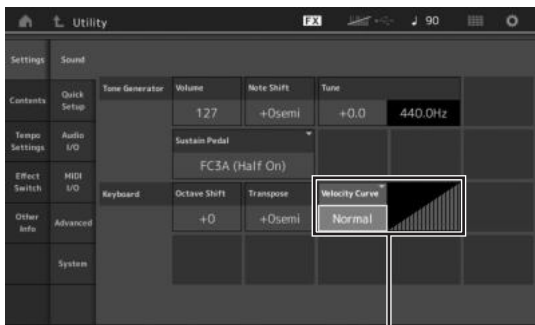 Utility FX ♩ 90
Settings Sound
Tone Generator Volume Note Shift Tune
127 +0semi +0.0 440.0Hz
Contents Quick Setup
Tempo Settings Audio I/O
Sustain Pedal
FC3A (Half On)
Effect Switch MIDI I/O
Keyboard Octave Shift Transpose Velocity Curve
+0 +0semi Normal
Other Info Advanced
System